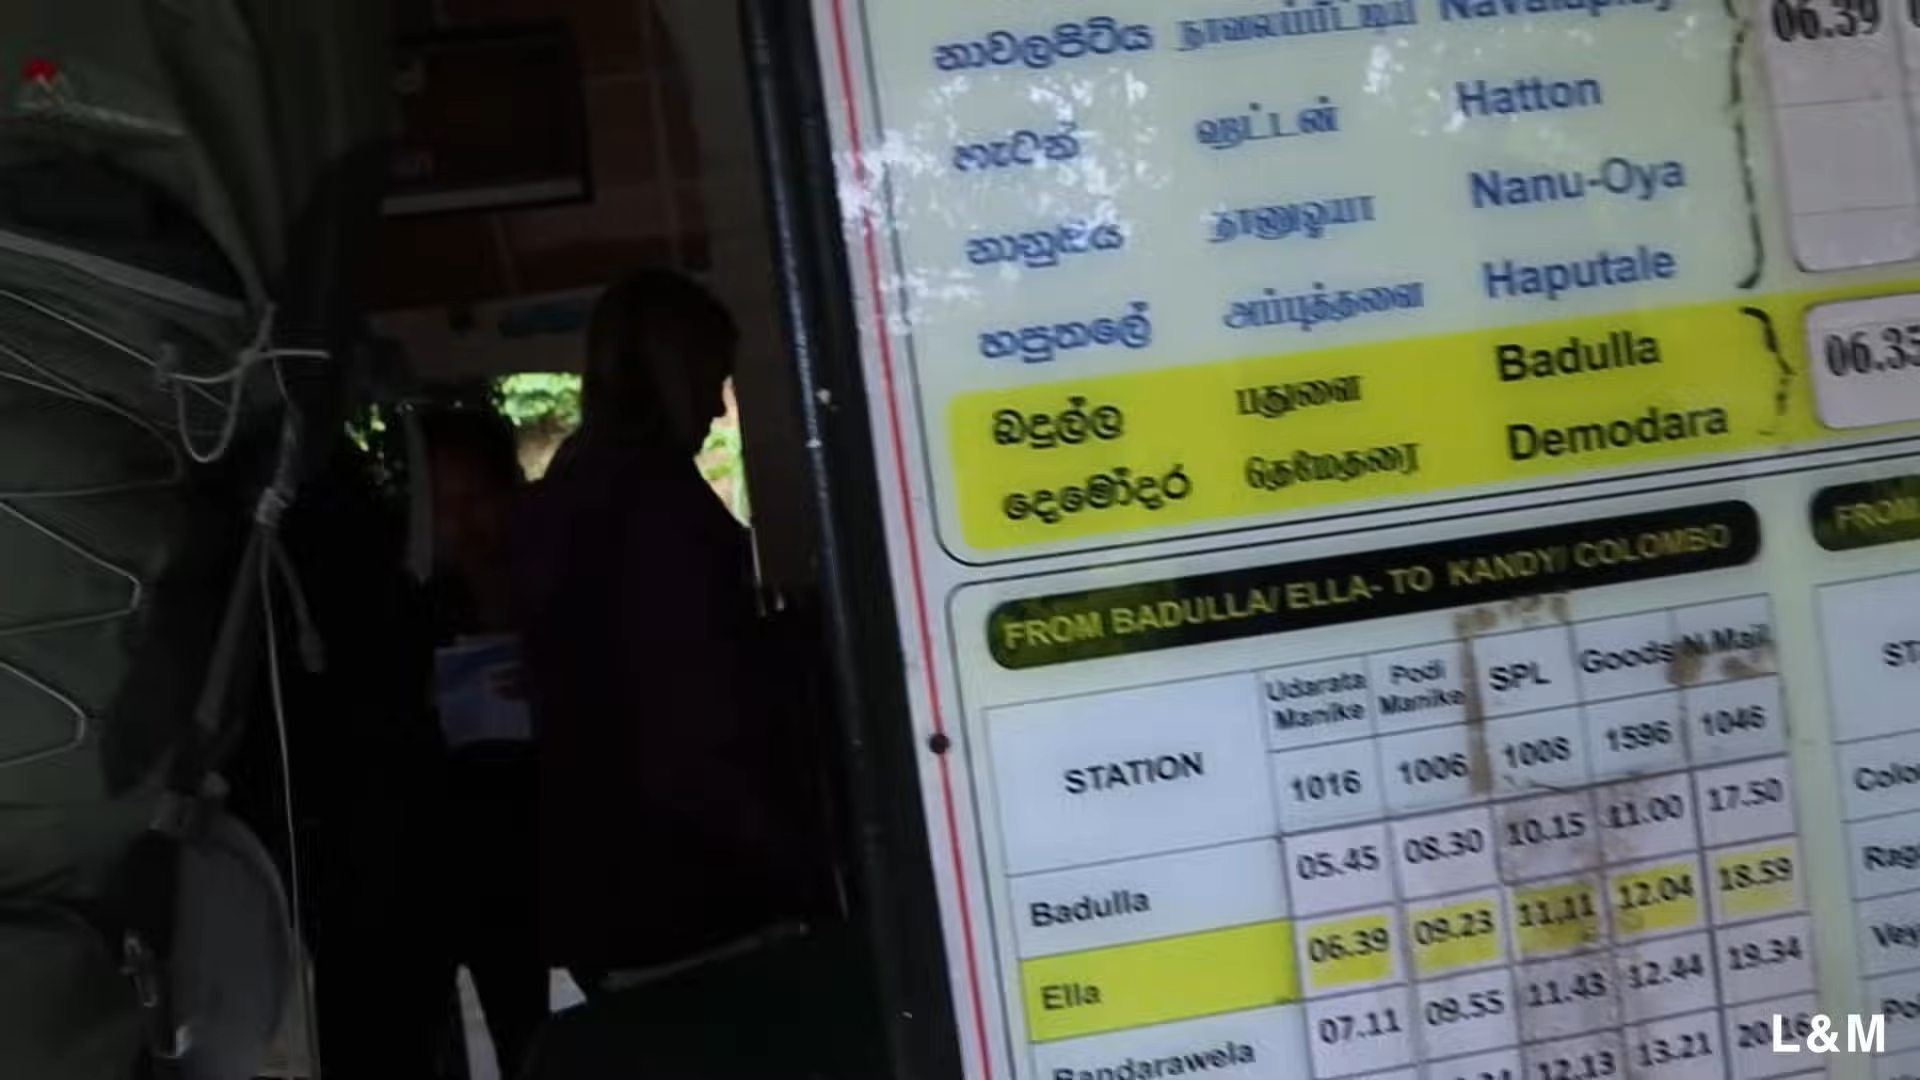 නාවලපිටිය நாவலப்பிட்டிய Navalapitiy 06.39
හැටන් ஹட்டன் Hatton
නානුඔය நானுஓயா Nanu-Oya
හපුතලේ அப்புத்தளை Haputale
බදුල්ල பதுளை Badulla 06.35
දෙමෝදර தெமோதரை Demodara
FROM BADULLA/ ELLA- TO KANDY/ COLOMBO FROM
STATION Udarata Manike Podi Manike SPL Goods N.Mail
1016 1006 1008 1596 1046
Badulla 05.45 08.30 10.15 11.00 17.50
Ella 06.39 09.23 11.11 12.04 18.59
Bandarawela 07.11 09.55 11.43 12.44 19.34
12.13 13.21
L&M